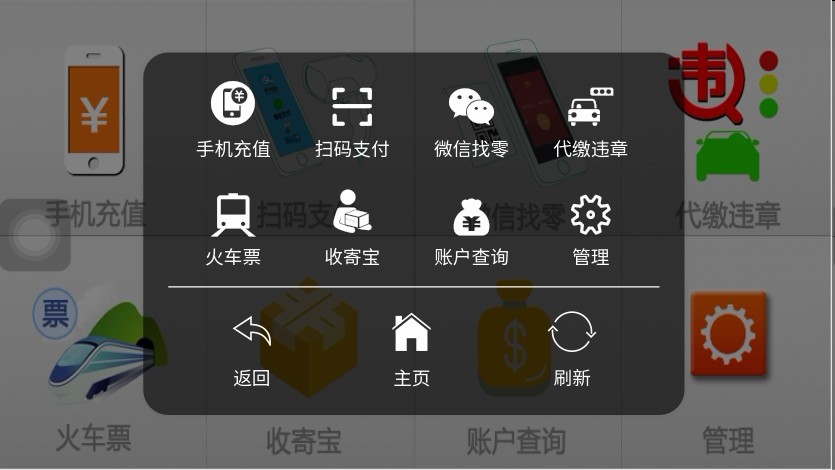 手机充值 扫码支付 微信找零 代缴违章
火车票 收寄宝 账户查询 管理
返回 主页 刷新
违
手机充值 扫码支 信找零 代缴违章
票
火车票 收寄宝 账户查询 管理